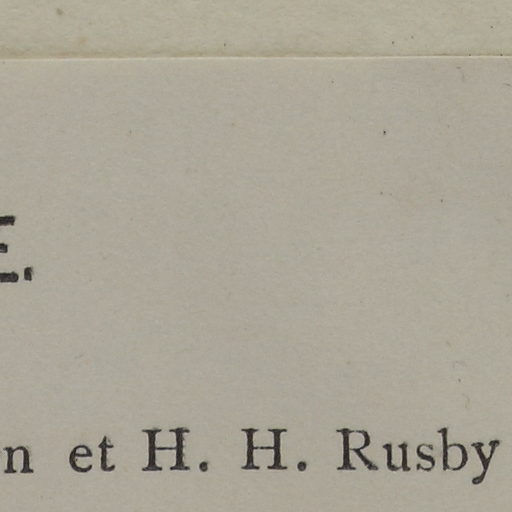 E.
n et H. H. Rusby